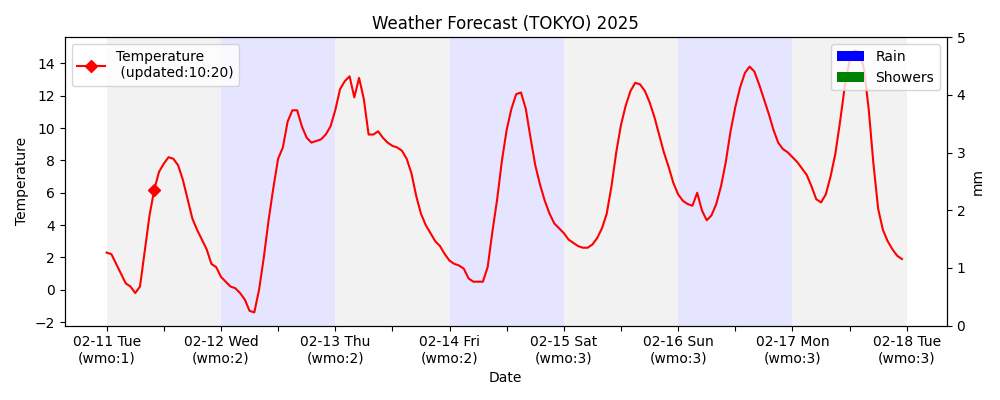 Weather Forecast (TOKYO) 2025
Temperature
(updated:10:20)
Rain
Showers
Temperature
14
12
10
8
6
4
2
0
−2
5
4
3
2
1
0
mm
02-11 Tue
(wmo:1)
02-12 Wed
(wmo:2)
02-13 Thu
(wmo:2)
02-14 Fri
(wmo:2)
02-15 Sat
(wmo:3)
02-16 Sun
(wmo:3)
02-17 Mon
(wmo:3)
02-18 Tue
(wmo:3)
Date